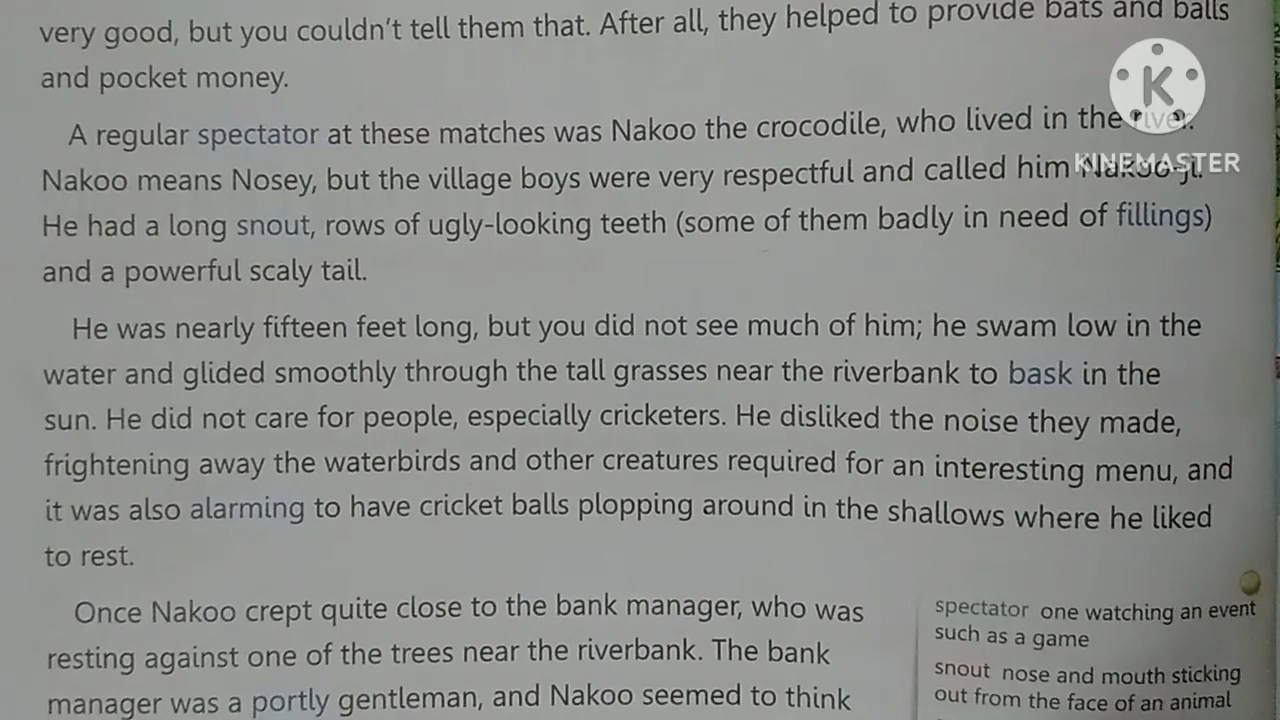 very good, but you couldn't tell them that. After all, they helped to provide bats and balls
and pocket money.
A regular spectator at these matches was Nakoo the crocodile, who lived in the river.
Nakoo means Nosey, but the village boys were very respectful and called him Nakoo-ji.
He had a long snout, rows of ugly-looking teeth (some of them badly in need of fillings)
and a powerful scaly tail.
He was nearly fifteen feet long, but you did not see much of him; he swam low in the
water and glided smoothly through the tall grasses near the riverbank to bask in the
sun. He did not care for people, especially cricketers. He disliked the noise they made,
frightening away the waterbirds and other creatures required for an interesting menu, and
it was also alarming to have cricket balls plopping around in the shallows where he liked
to rest.
Once Nakoo crept quite close to the bank manager, who was
resting against one of the trees near the riverbank. The bank
manager was a portly gentleman, and Nakoo seemed to think
spectator one watching an event
such as a game
snout nose and mouth sticking
out from the face of an animal
K
KINEMASTER